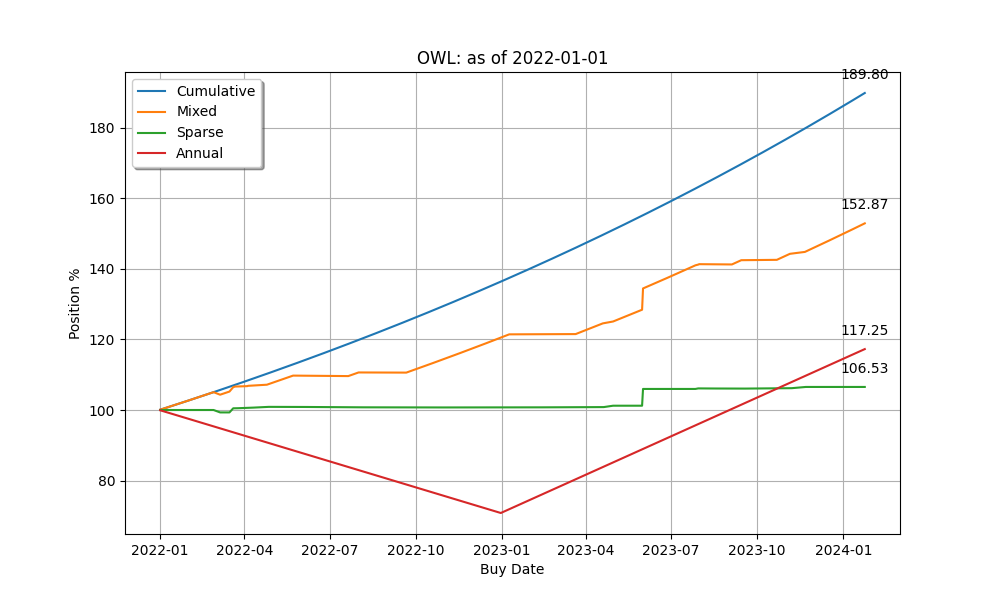 OWL: as of 2022-01-01
Cumulative
Mixed
Sparse
Annual
189.80
152.87
117.25
106.53
180
160
140
120
100
80
Position %
2022-01 2022-04 2022-07 2022-10 2023-01 2023-04 2023-07 2023-10 2024-01
Buy Date